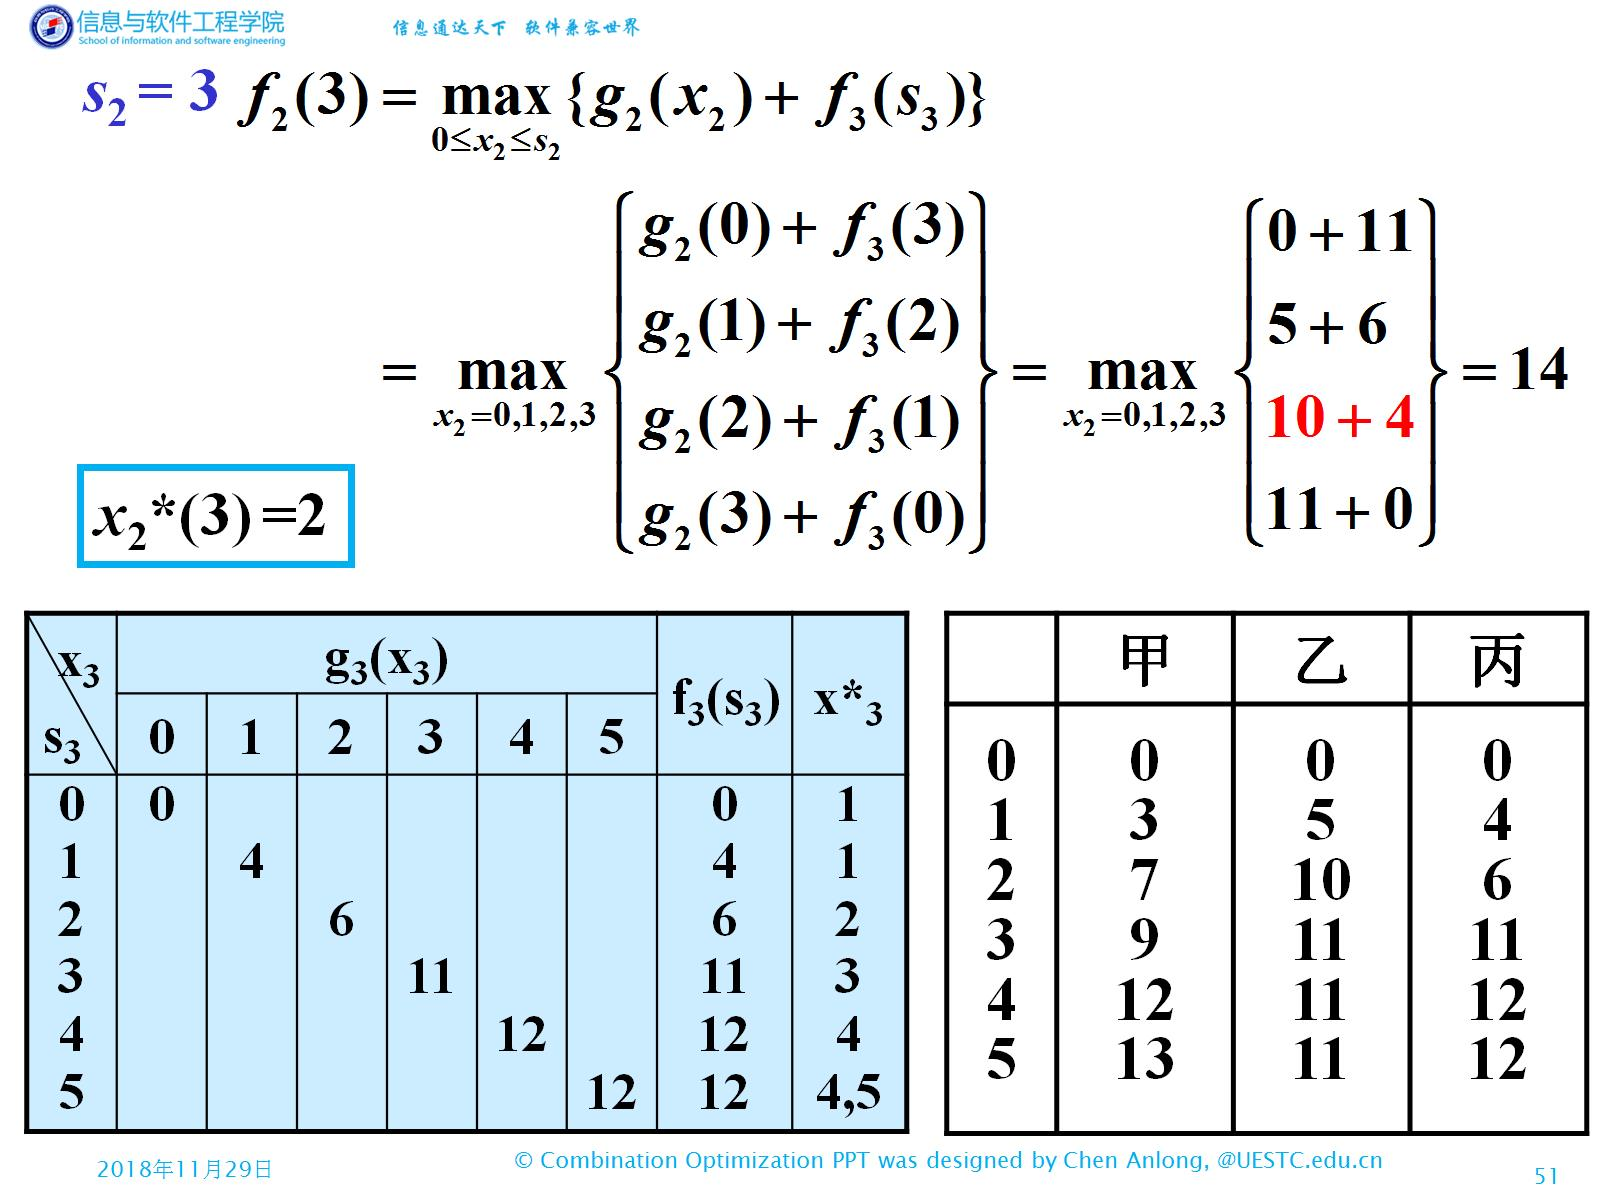 信息与软件工程学院
School of information and software engineering
信息通达天下 软件兼容世界
s₂ = 3 f₂(3) = max {g₂(x₂) + f₃(s₃)}
0≤x₂≤s₂
g₂(0) + f₃(3) 0 + 11
g₂(1) + f₃(2) 5 + 6
= max = max = 14
x₂=0,1,2,3 x₂=0,1,2,3
g₂(2) + f₃(1) 10 + 4
g₂(3) + f₃(0) 11 + 0
x₂*(3) =2
x₃ g₃(x₃) f₃(s₃) x*₃
s₃ 0 1 2 3 4 5
0 0 0 1
1 4 4 1
2 6 6 2
3 11 11 3
4 12 12 4
5 12 12 4,5
甲 乙 丙
0 0 0 0
1 3 5 4
2 7 10 6
3 9 11 11
4 12 11 12
5 13 11 12
2018年11月29日
© Combination Optimization PPT was designed by Chen Anlong, @UESTC.edu.cn
51